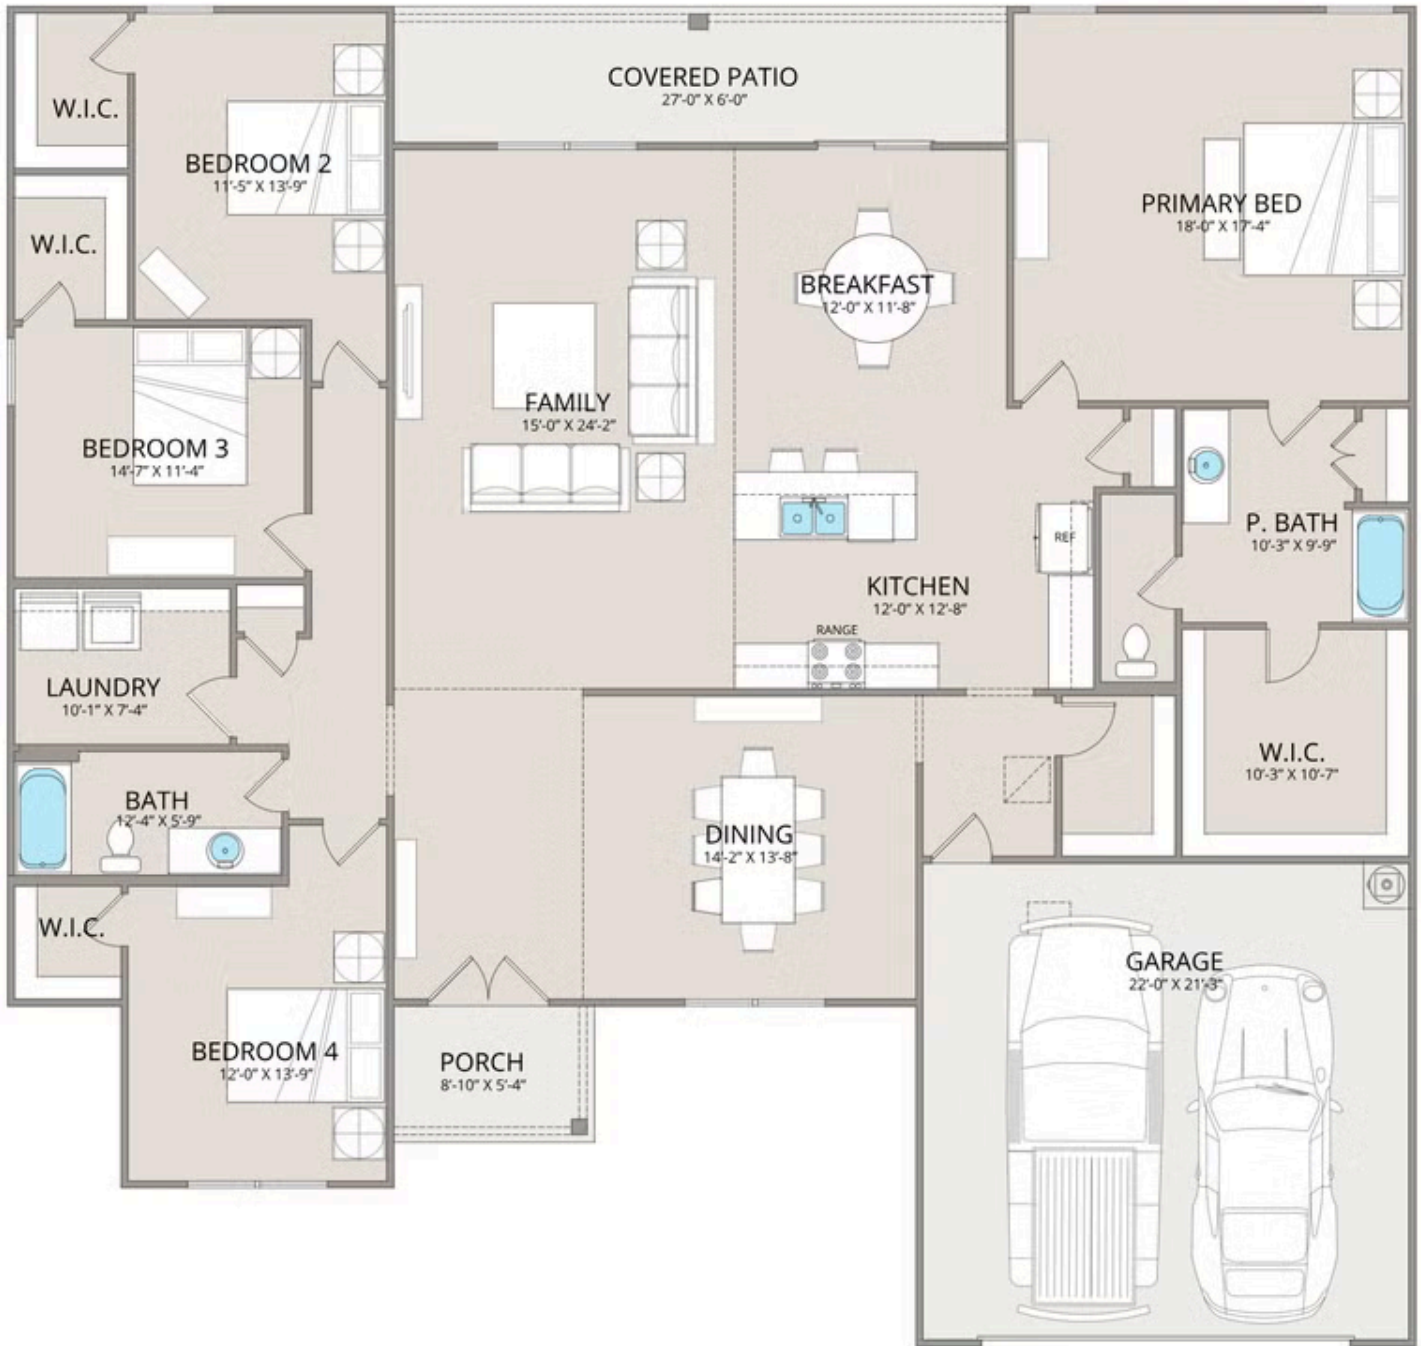 COVERED PATIO
27'-0" X 6'-0"
W.I.C.
BEDROOM 2
11'-5" X 13'-9"
PRIMARY BED
18'-0" X 17'-4"
W.I.C.
BREAKFAST
12'-0" X 11'-8"
FAMILY
15'-0" X 24'-2"
BEDROOM 3
14'-7" X 11'-4"
P. BATH
10'-3" X 9'-9"
REF
KITCHEN
12'-0" X 12'-8"
RANGE
LAUNDRY
10'-1" X 7'-4"
W.I.C.
10'-3" X 10'-7"
BATH
12'-4" X 5'-9"
DINING
14'-2" X 13'-8"
W.I.C.
GARAGE
22'-0" X 21'-3"
BEDROOM 4
12'-0" X 13'-9"
PORCH
8'-10" X 5'-4"